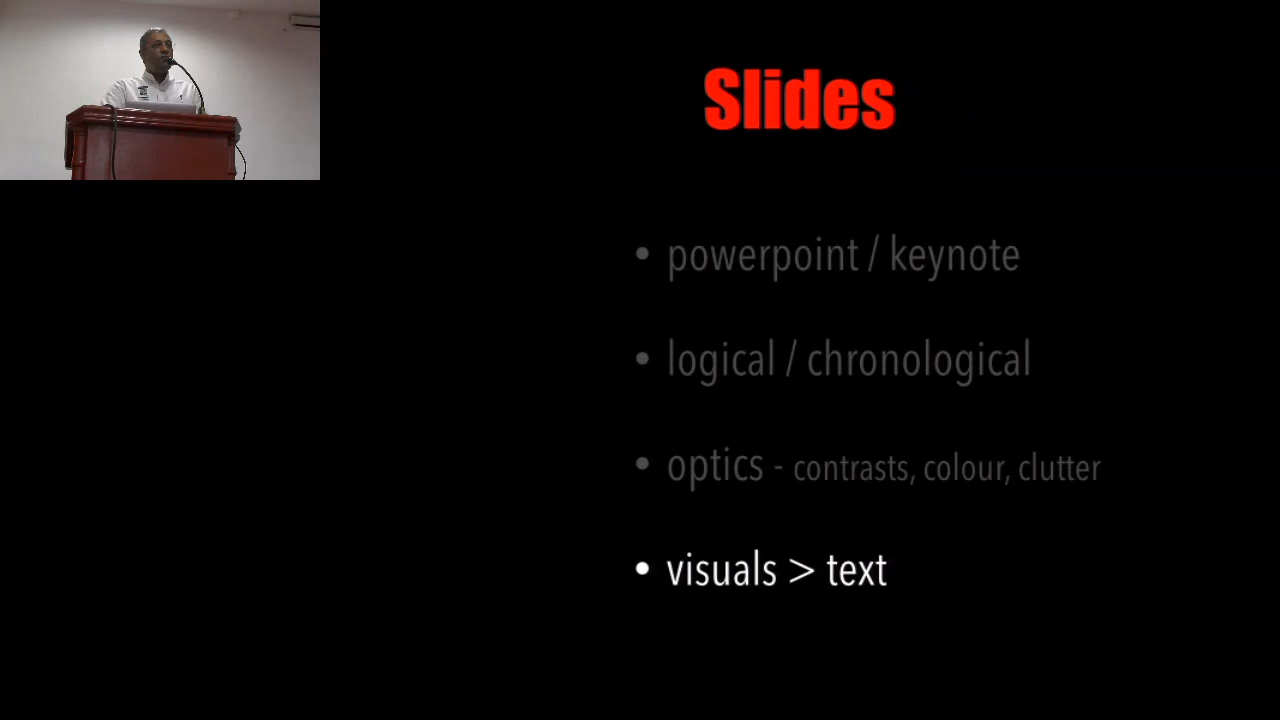 Slides
• powerpoint / keynote
• logical / chronological
• optics - contrasts, colour, clutter
• visuals > text